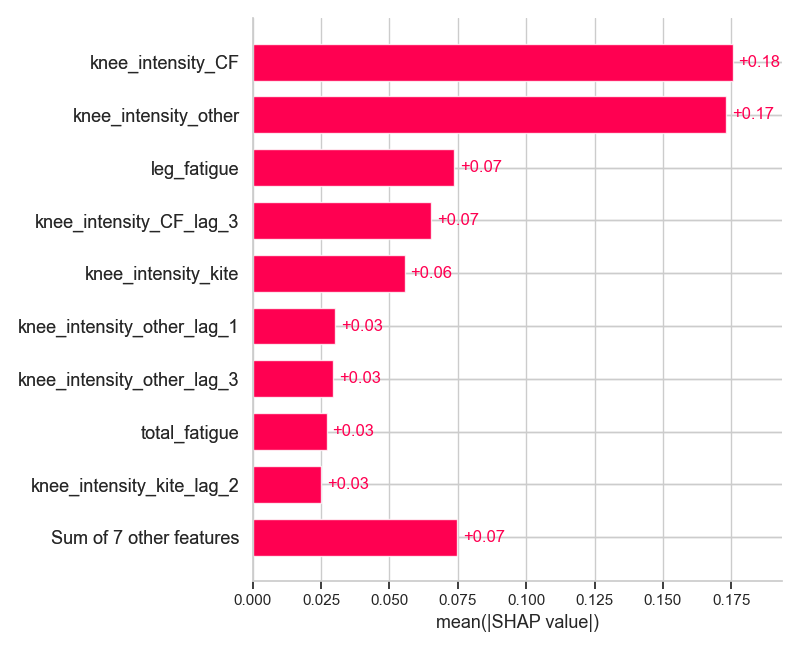 knee_intensity_CF +0.18
knee_intensity_other +0.17
leg_fatigue +0.07
knee_intensity_CF_lag_3 +0.07
knee_intensity_kite +0.06
knee_intensity_other_lag_1 +0.03
knee_intensity_other_lag_3 +0.03
total_fatigue +0.03
knee_intensity_kite_lag_2 +0.03
Sum of 7 other features +0.07
0.000 0.025 0.050 0.075 0.100 0.125 0.150 0.175
mean(|SHAP value|)